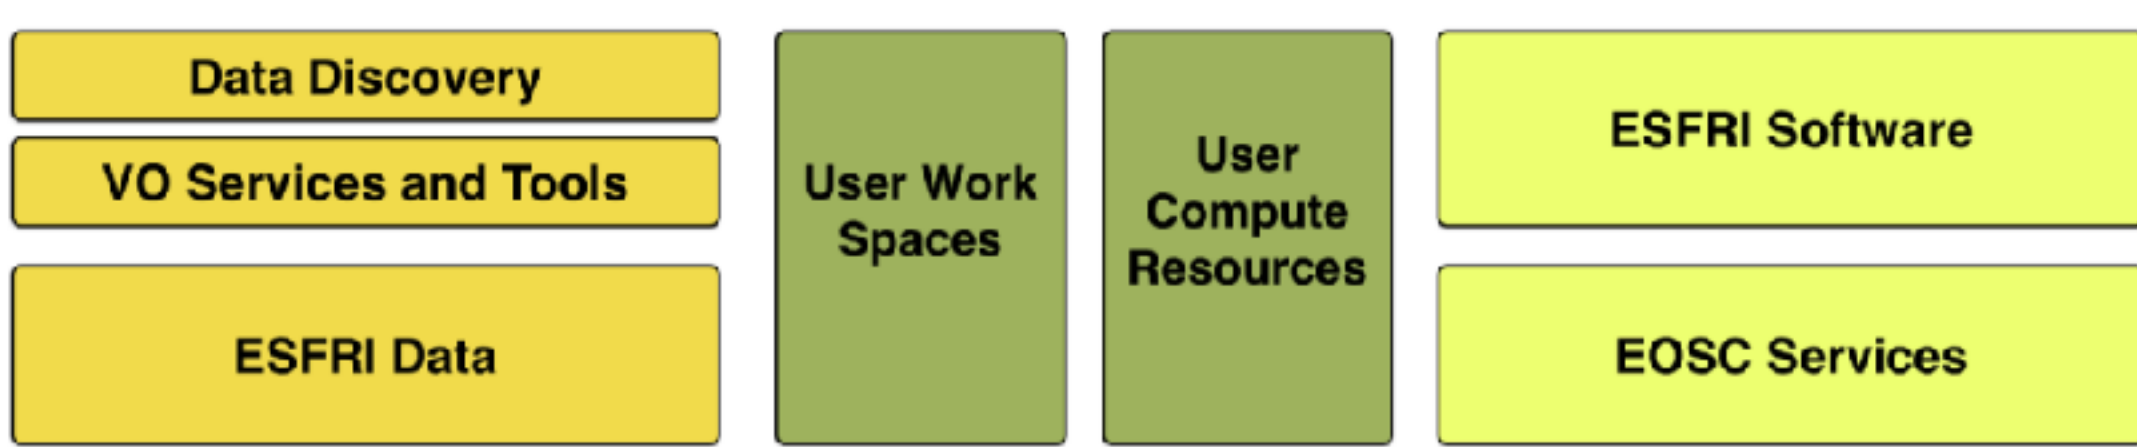 Data Discovery
VO Services and Tools
ESFRI Data
User Work
Spaces
User
Compute
Resources
ESFRI Software
EOSC Services